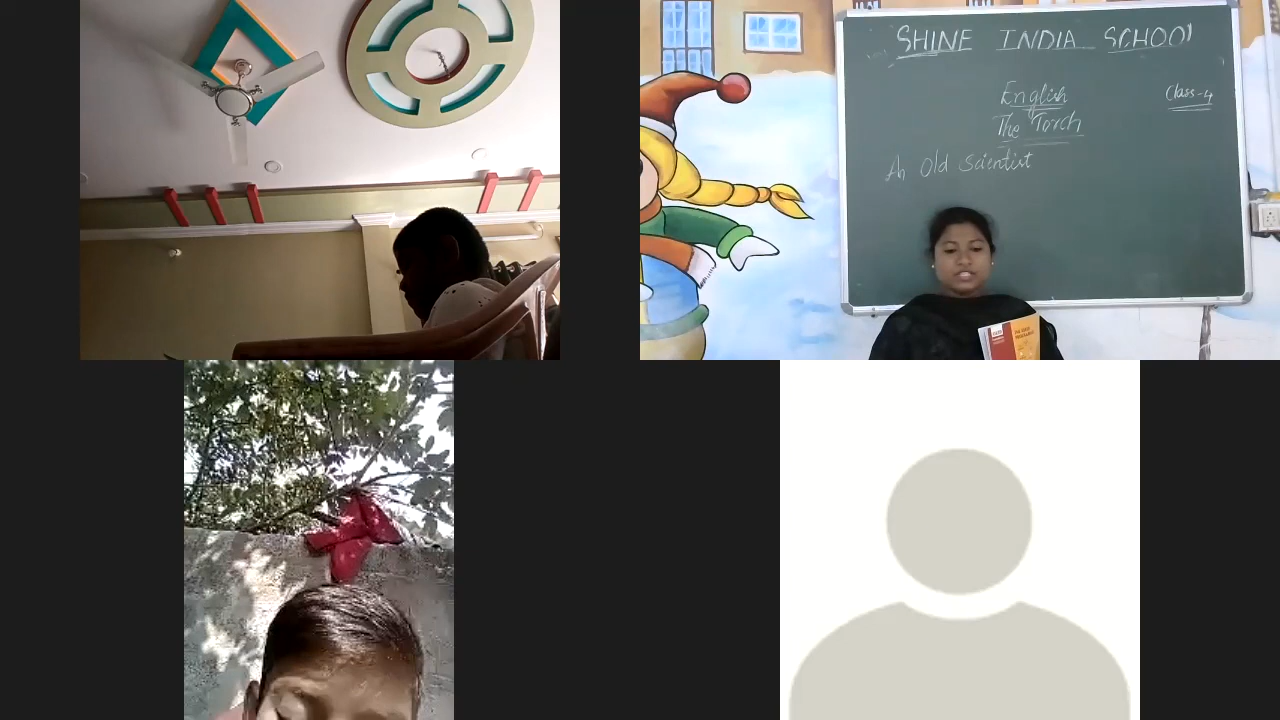 SHINE INDIA SCHOOL
English
Class-4
The Torch
An Old Scientist